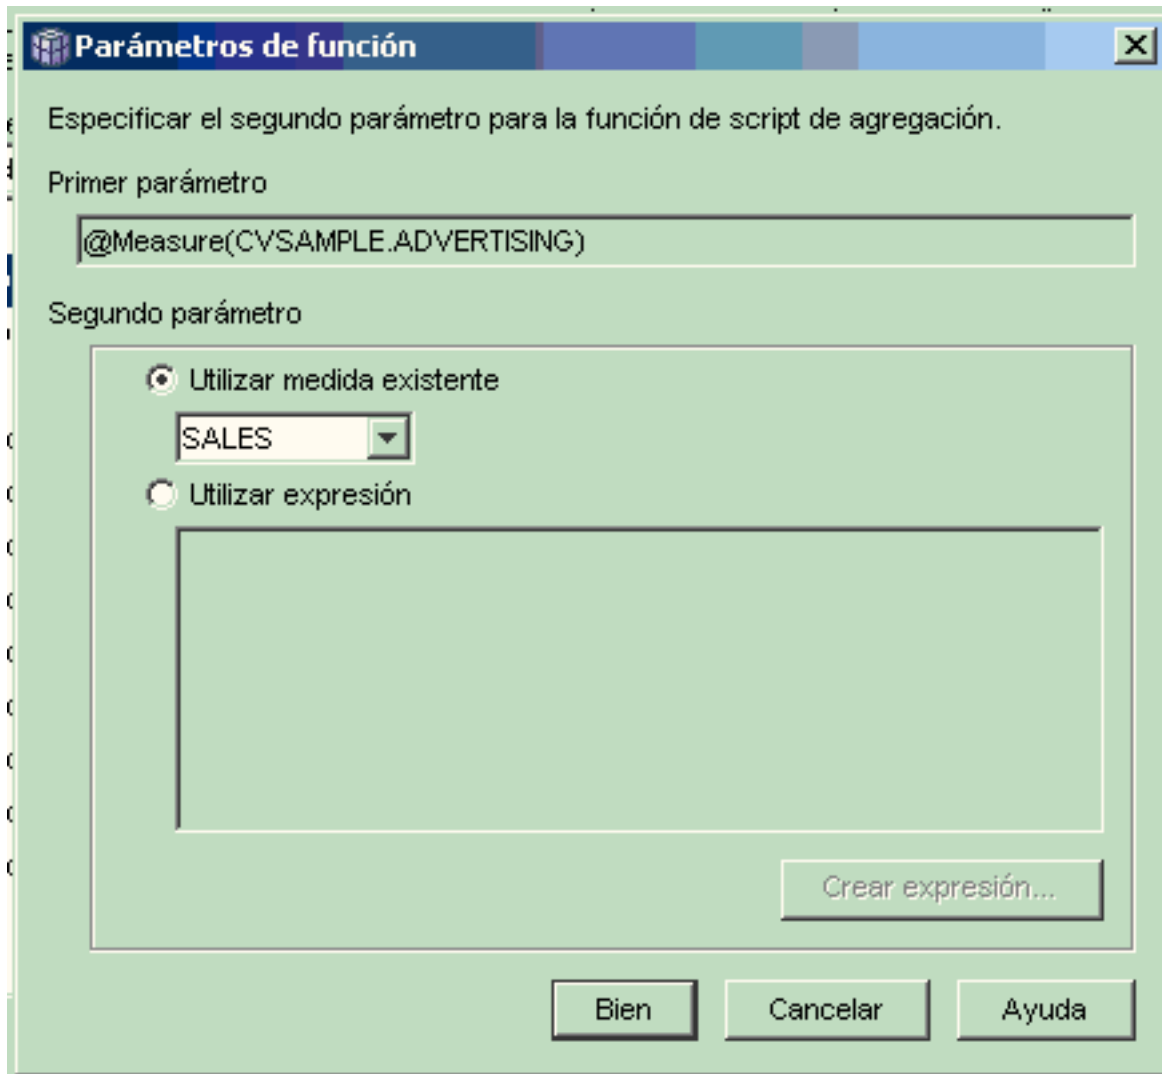 Parámetros de función
Especificar el segundo parámetro para la función de script de agregación.
Primer parámetro
@Measure(CVSAMPLE.ADVERTISING)
Segundo parámetro
Utilizar medida existente
SALES
Utilizar expresión
Crear expresión...
Bien Cancelar Ayuda